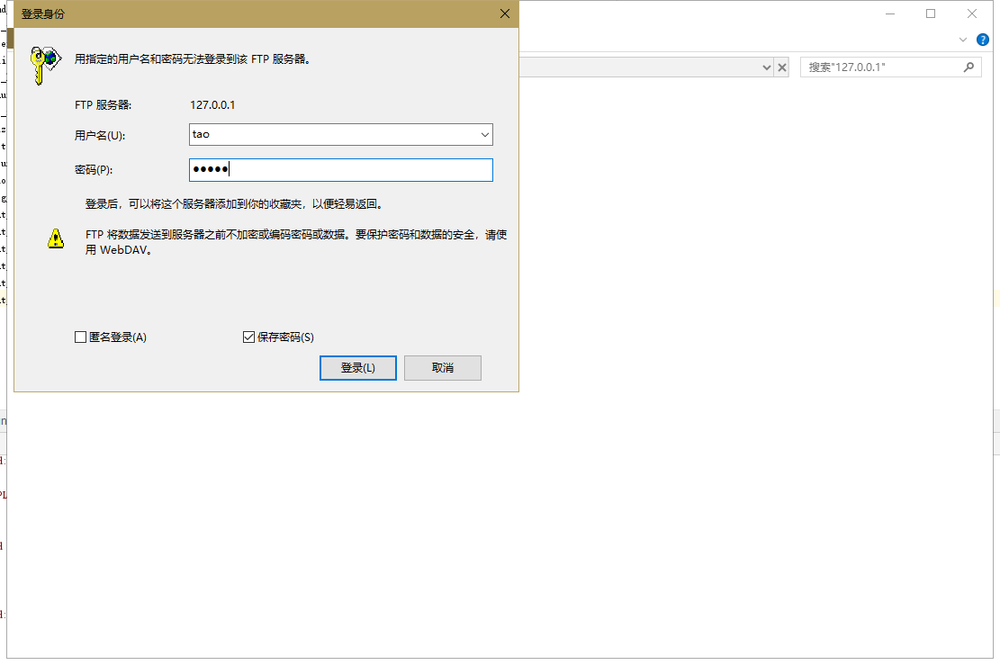 登录身份
用指定的用户名和密码无法登录到该 FTP 服务器。
FTP 服务器:
127.0.0.1
用户名(U):
tao
密码(P):
●●●●●
登录后，可以将这个服务器添加到你的收藏夹，以便轻易返回。
FTP 将数据发送到服务器之前不加密或编码密码或数据。要保护密码和数据的安全，请使
用 WebDAV。
匿名登录(A)
保存密码(S)
登录(L)
取消
搜索"127.0.0.1"